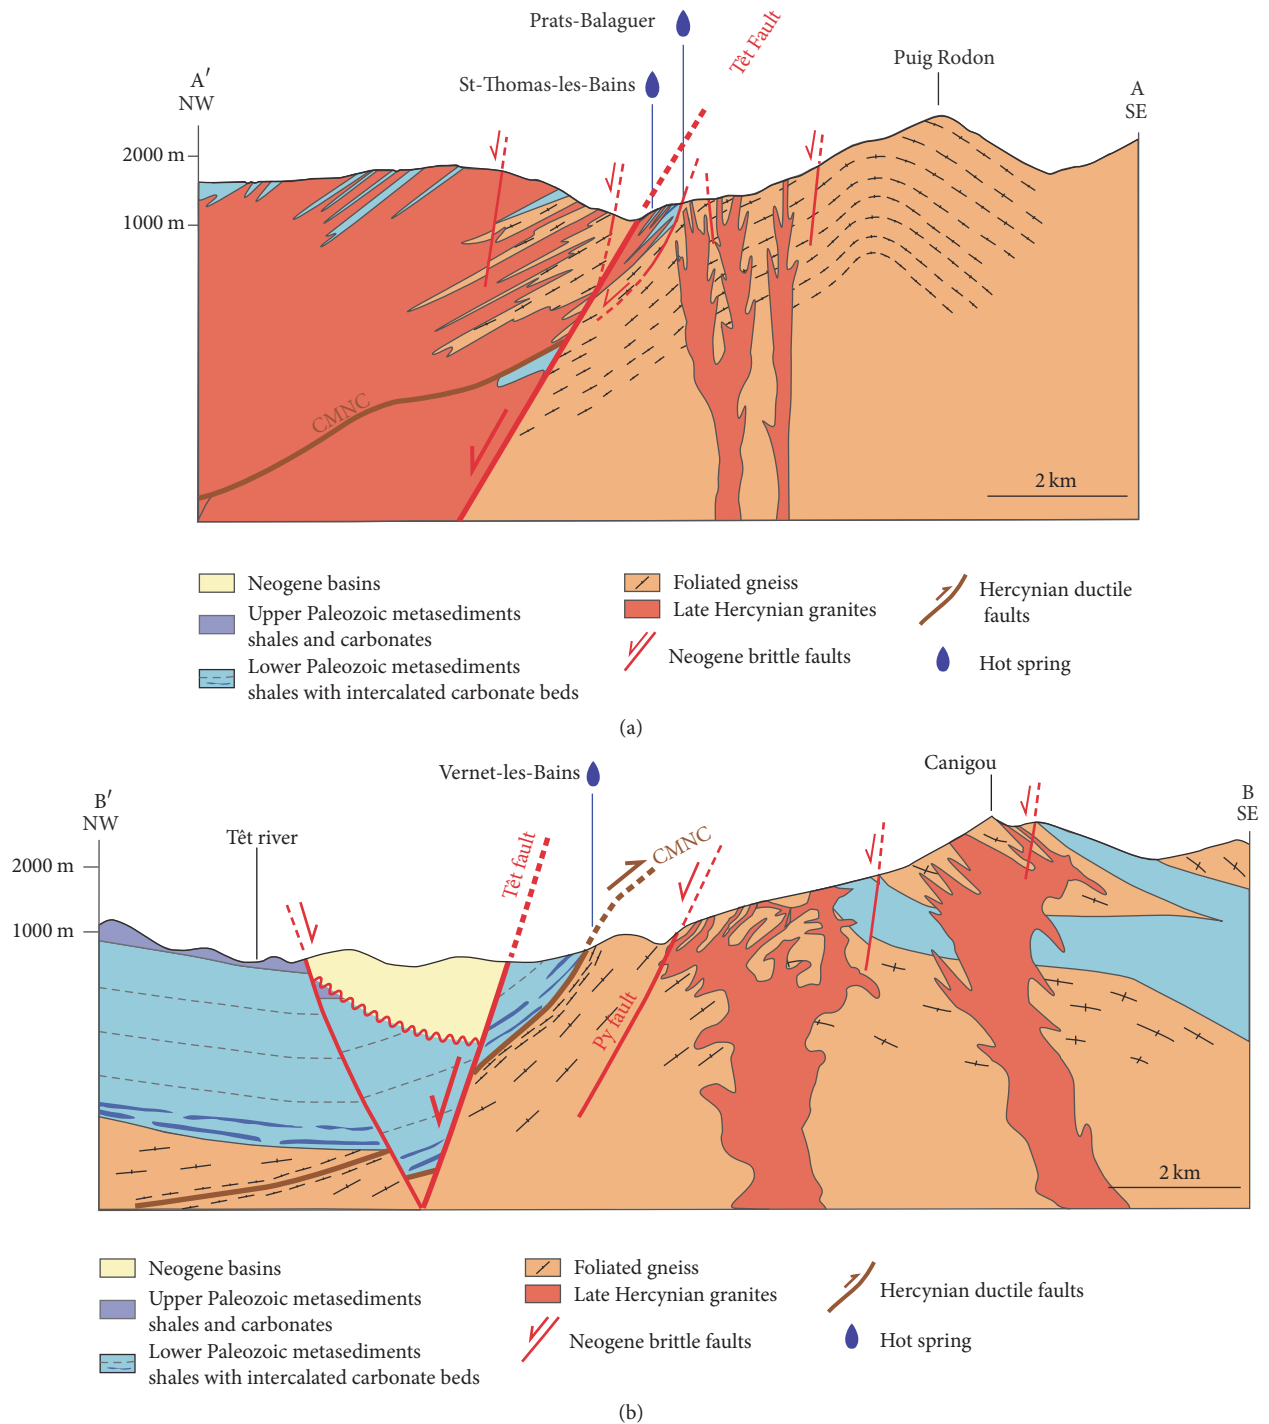 Prats-Balaguer
Têt Fault
Puig Rodon
St-Thomas-les-Bains
A′
NW
A
SE
2000 m
1000 m
CMNC
2 km
Neogene basins
Upper Paleozoic metasediments
shales and carbonates
Lower Paleozoic metasediments
shales with intercalated carbonate beds
Foliated gneiss
Late Hercynian granites
Neogene brittle faults
Hercynian ductile
faults
Hot spring
(a)
Vernet-les-Bains
Canigou
B′
NW
B
SE
Têt river
Têt fault
CMNC
2000 m
1000 m
Py fault
2 km
Neogene basins
Upper Paleozoic metasediments
shales and carbonates
Lower Paleozoic metasediments
shales with intercalated carbonate beds
Foliated gneiss
Late Hercynian granites
Neogene brittle faults
Hercynian ductile faults
Hot spring
(b)